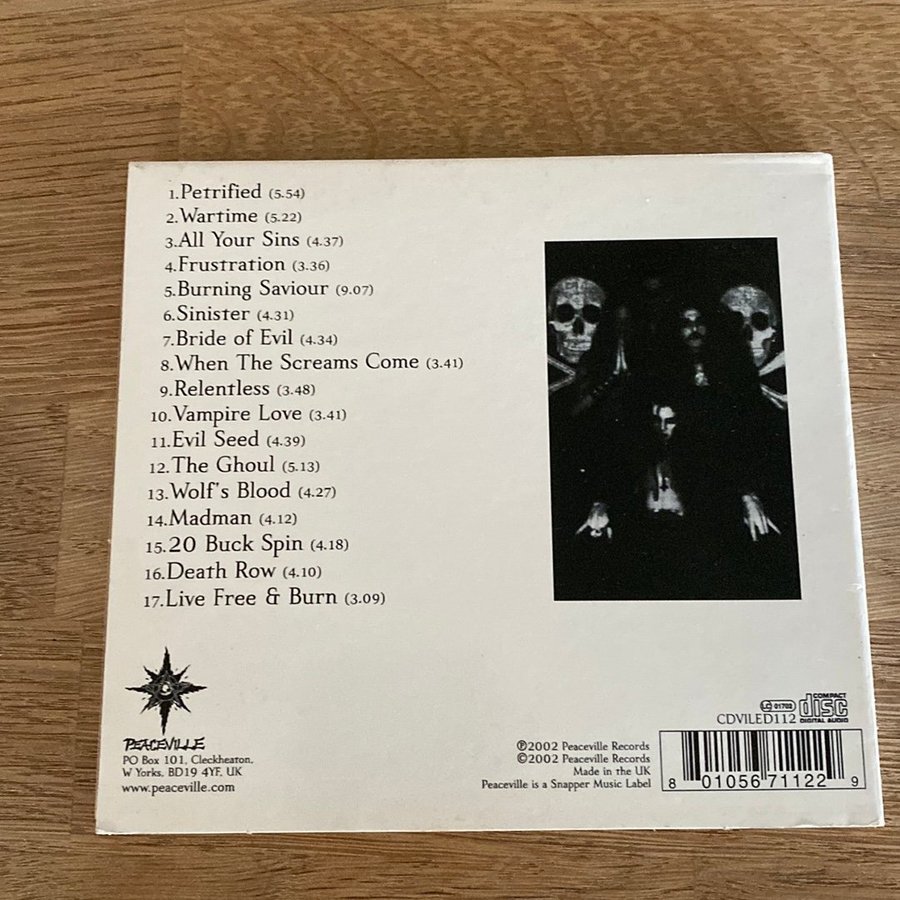 1.Petrified (5.54)
2.Wartime (5.22)
3.All Your Sins (4.37)
4.Frustration (3.36)
5.Burning Saviour (9.07)
6.Sinister (4.31)
7.Bride of Evil (4.34)
8.When The Screams Come (3.41)
9.Relentless (3.48)
10.Vampire Love (3.41)
11.Evil Seed (4.39)
12.The Ghoul (5.13)
13.Wolf's Blood (4.27)
14.Madman (4.12)
15.20 Buck Spin (4.18)
16.Death Row (4.10)
17.Live Free & Burn (3.09)
PEACEVILLE
PO Box 101, Cleckheaton,
W Yorks, BD19 4YF, UK
www.peaceville.com
LC 01702
COMPACT
disc
DIGITAL AUDIO
CDVILED112
℗2002 Peaceville Records
©2002 Peaceville Records
Made in the UK
Peaceville is a Snapper Music Label
8 01056 71122 9